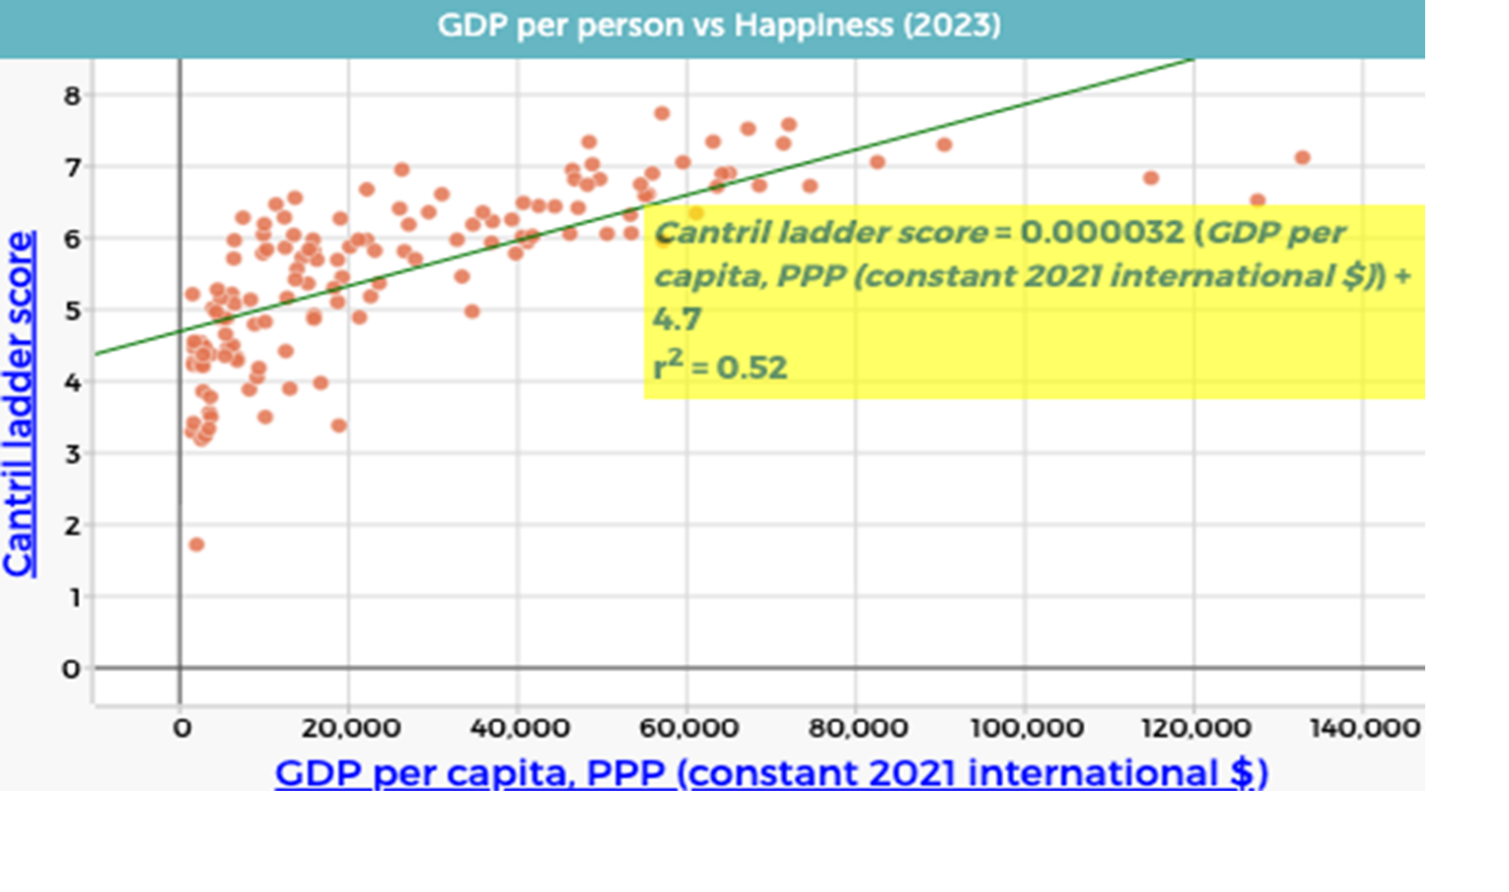 GDP per person vs Happiness (2023)
Cantril ladder score
8
7
6
5
4
3
2
1
0
Cantril ladder score = 0.000032 (GDP per
capita, PPP (constant 2021 international $)) +
4.7
r² = 0.52
0 20,000 40,000 60,000 80,000 100,000 120,000 140,000
GDP per capita, PPP (constant 2021 international $)